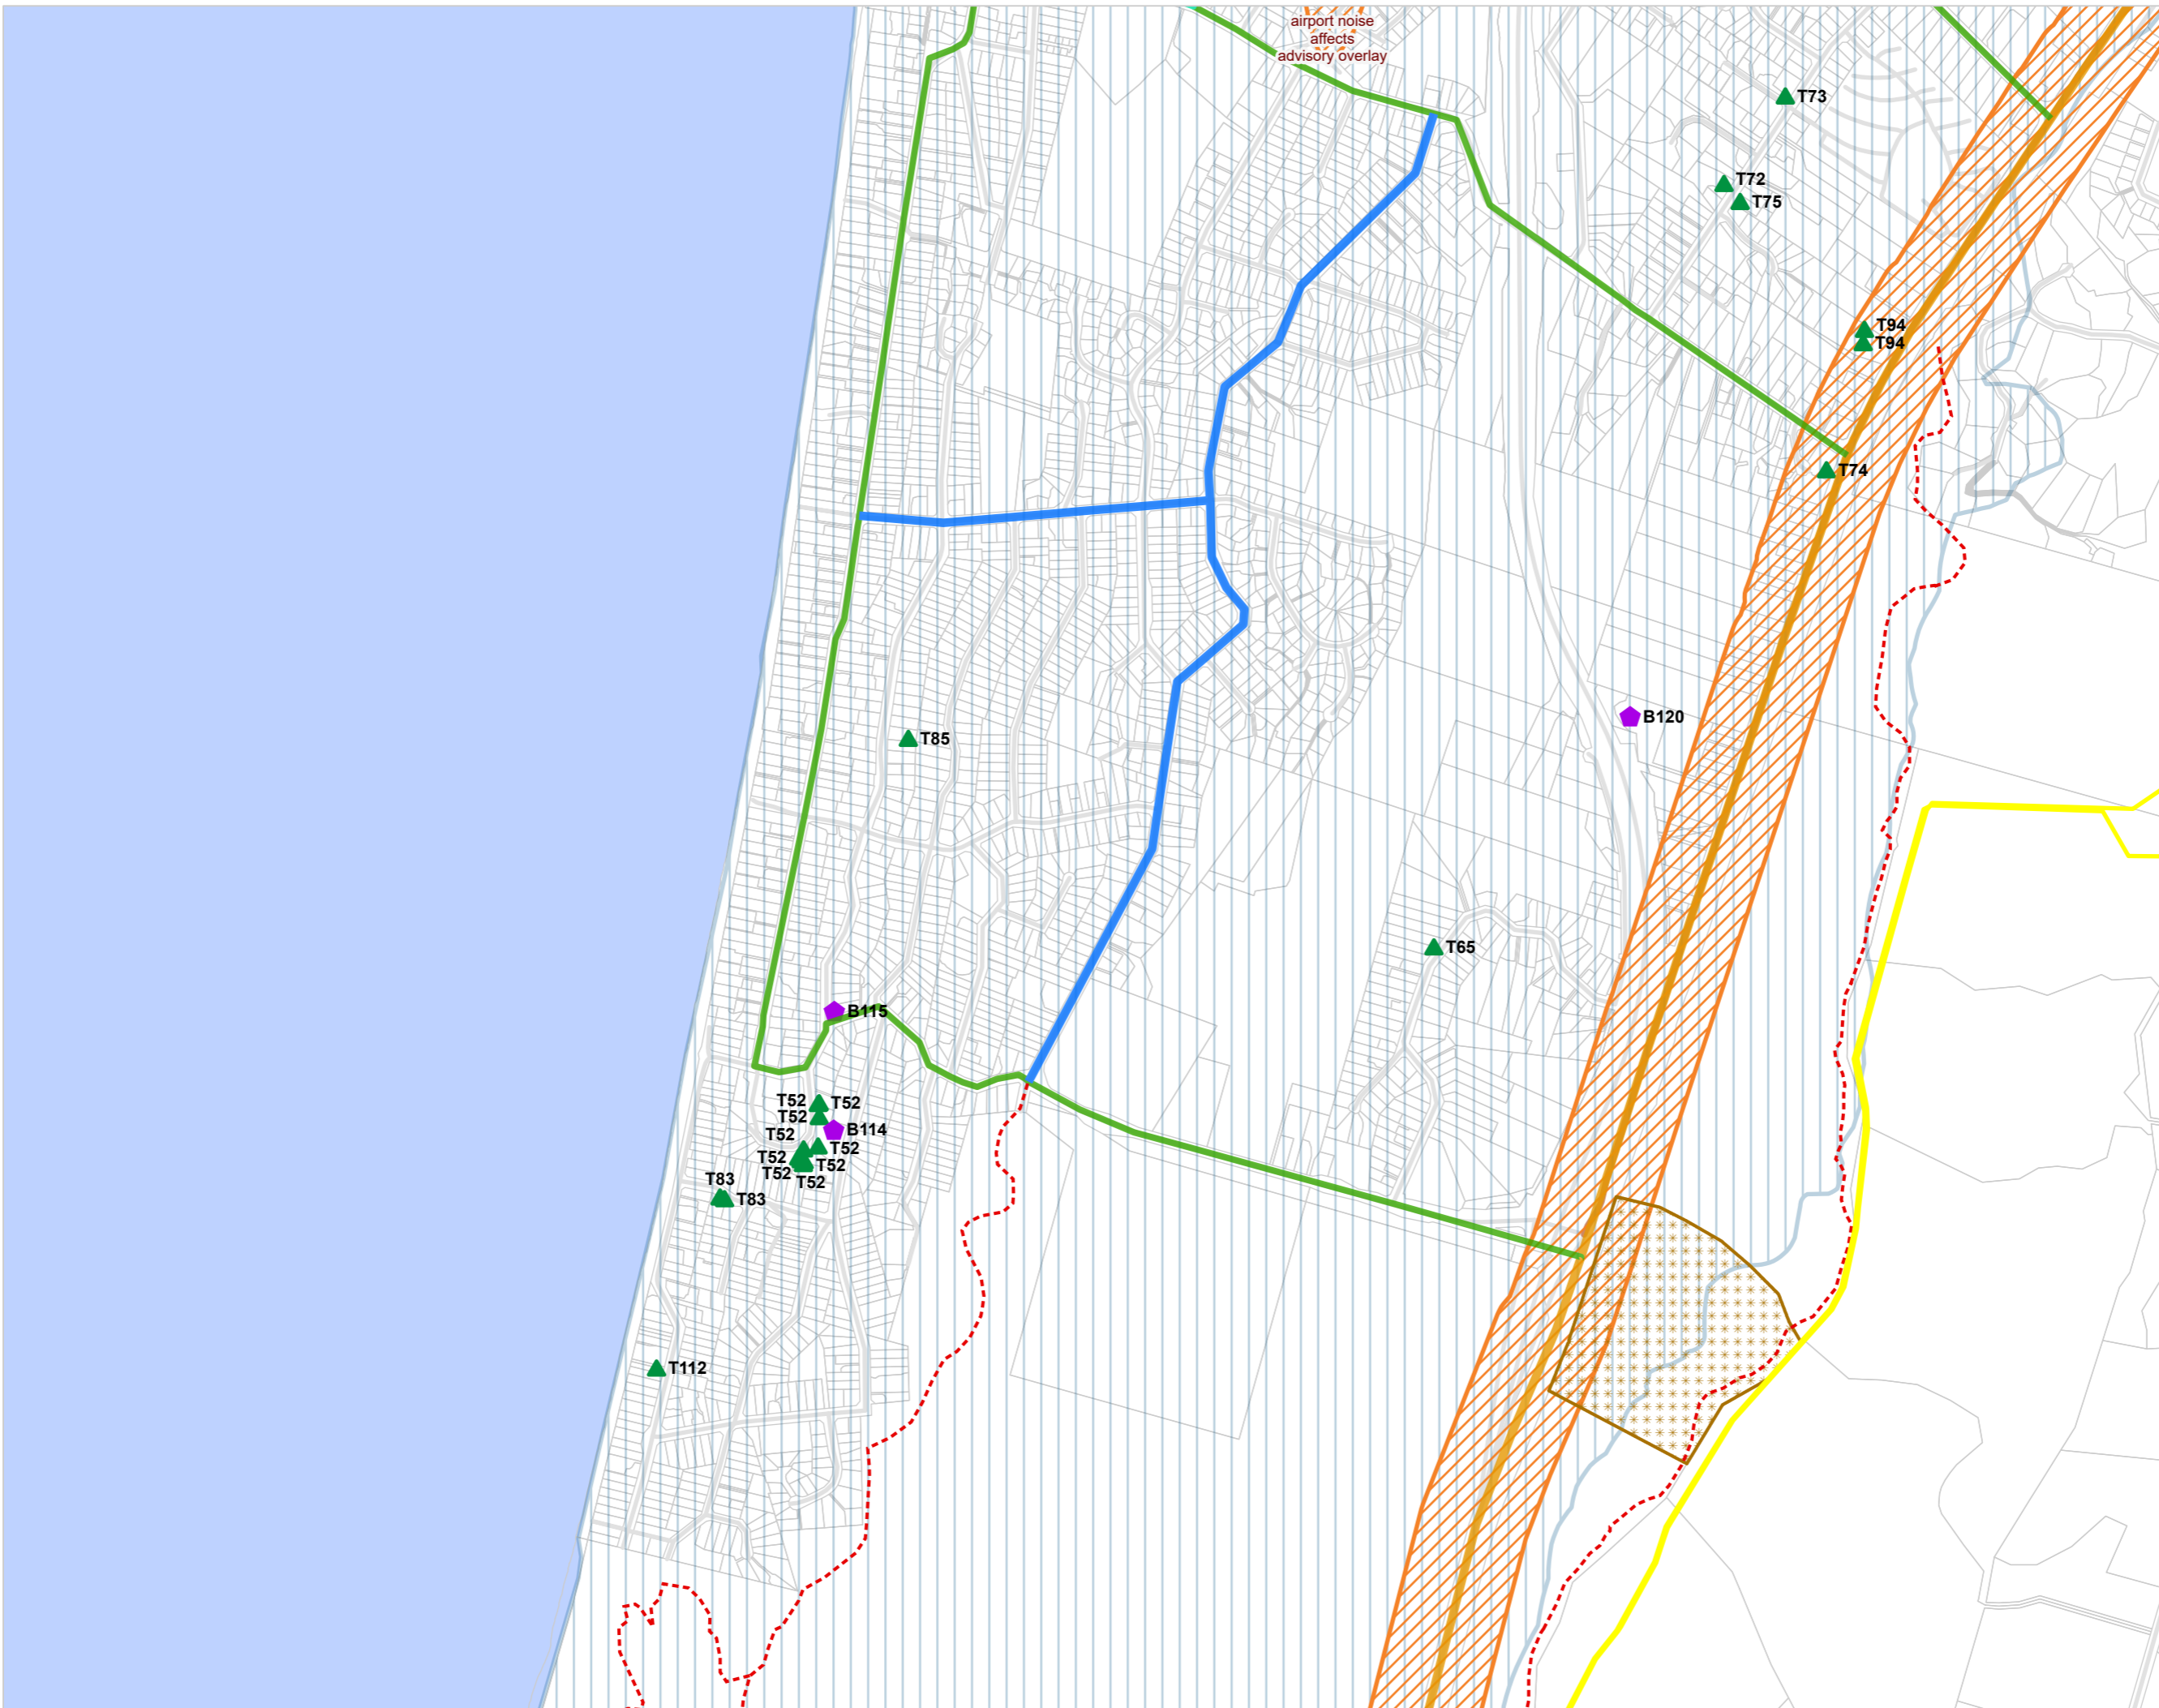 airport noise
affects
advisory overlay
T73
T72
T75
T94
T94
T74
B120
T85
T65
B115
T52
T52
T52
B114
T52
T52
T52
T52
T52
T52
T83
T83
T112